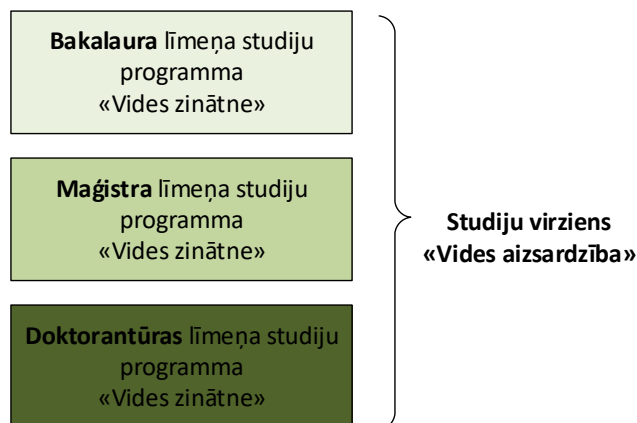 Bakalaura līmeņa studiju
programma
«Vides zinātne»
Maģistra līmeņa studiju
programma
«Vides zinātne»
Doktorantūras līmeņa studiju
programma
«Vides zinātne»
Studiju virziens
«Vides aizsardzība»